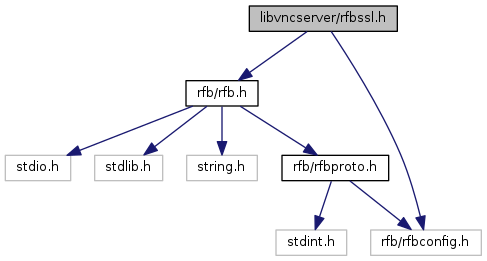 libvncserver/rfbssl.h
rfb/rfb.h
stdio.h
stdlib.h
string.h
rfb/rfbproto.h
stdint.h
rfb/rfbconfig.h